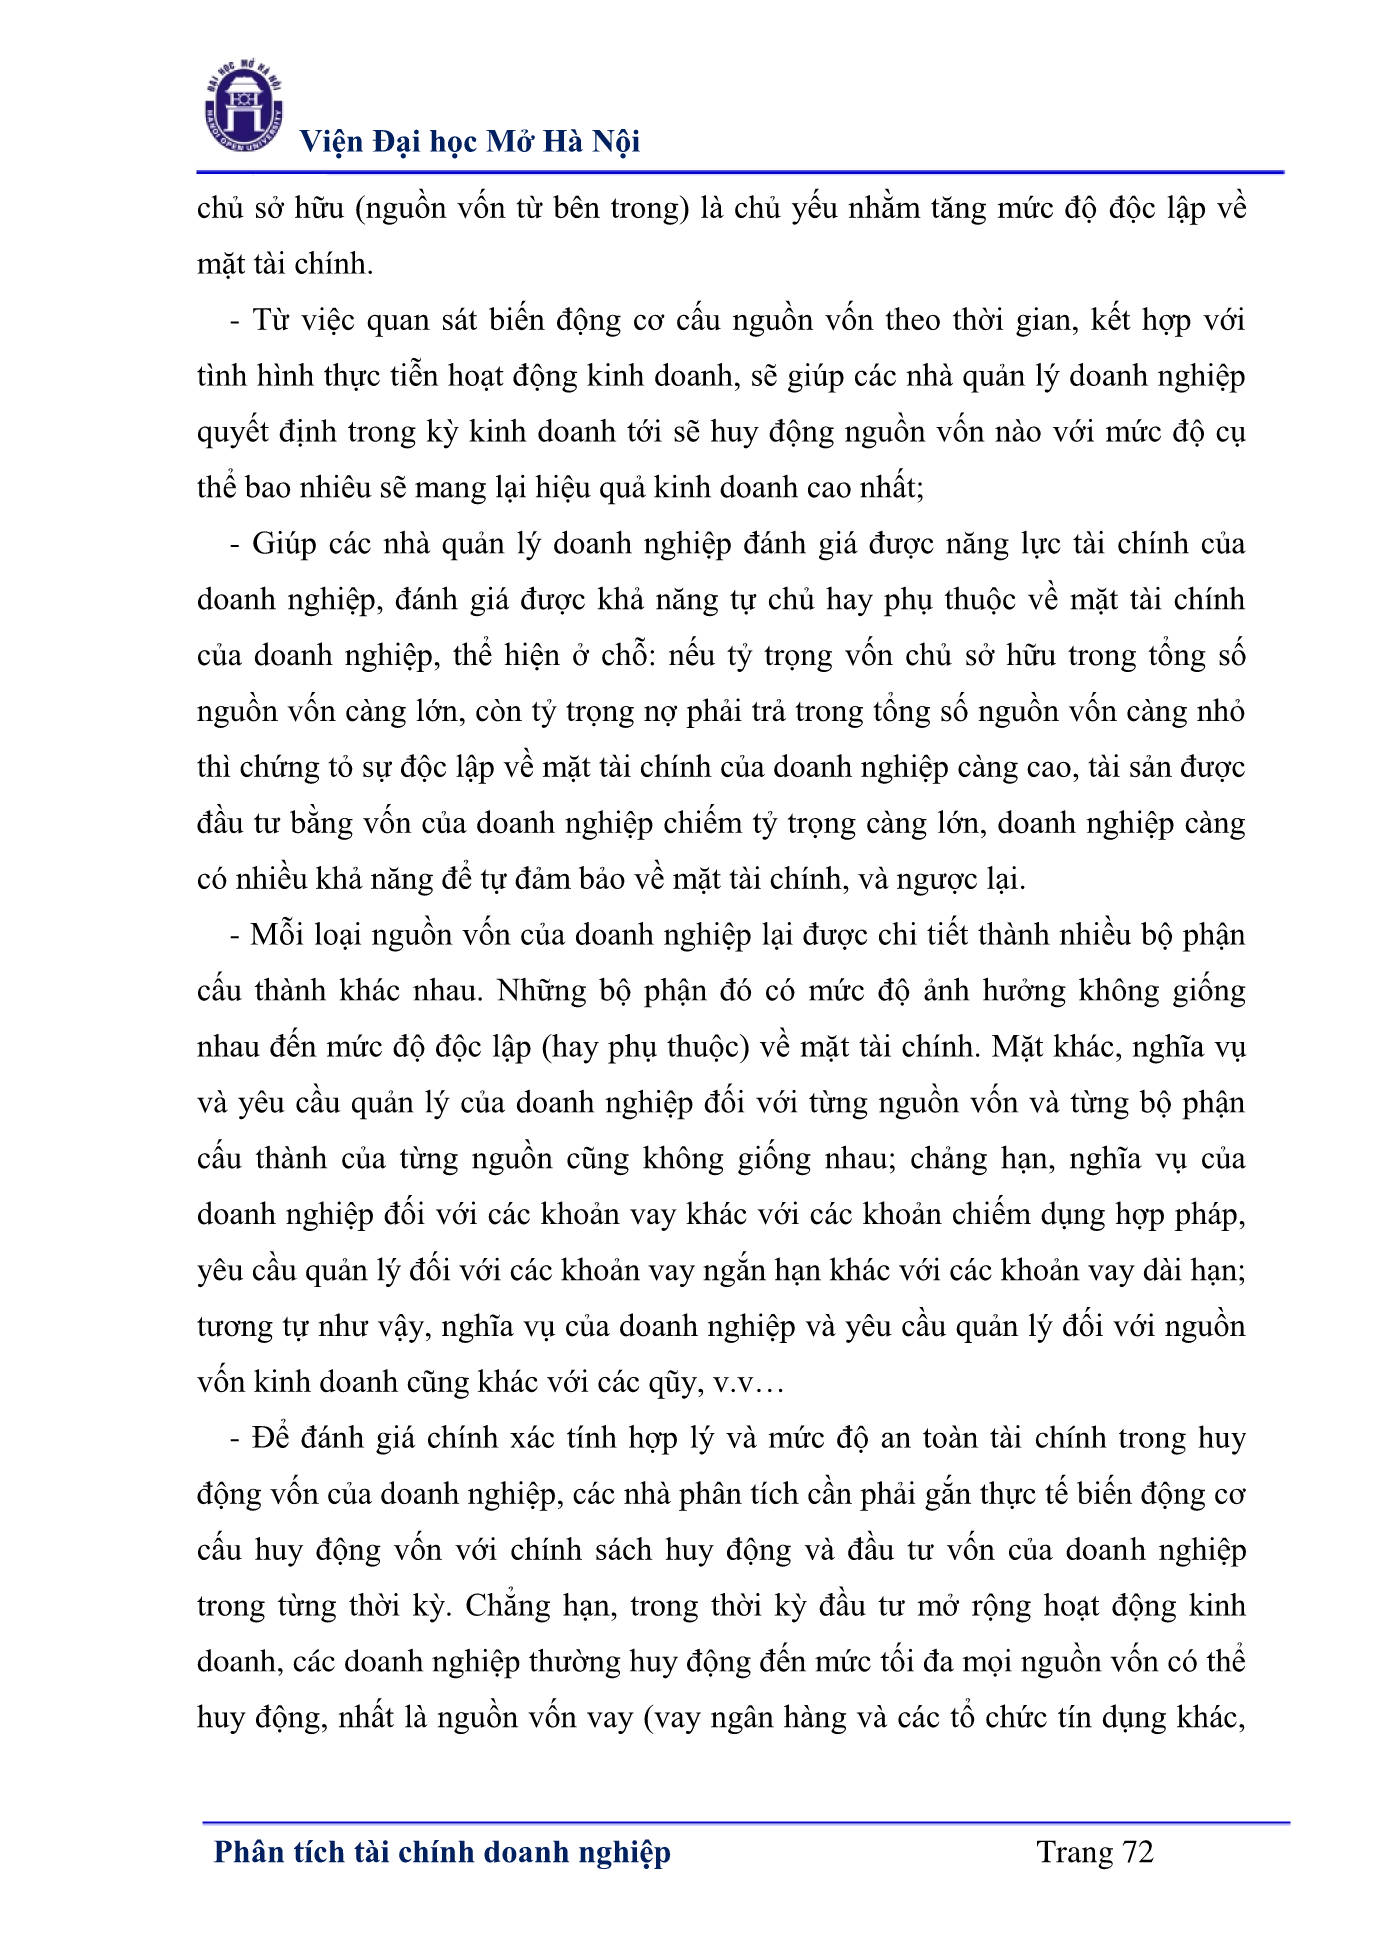 ĐẠI HỌC MỞ HÀ NỘI
HANOI OPEN UNIVERSITY
Viện Đại học Mở Hà Nội
chủ sở hữu (nguồn vốn từ bên trong) là chủ yếu nhằm tăng mức độ độc lập về
mặt tài chính.
- Từ việc quan sát biến động cơ cấu nguồn vốn theo thời gian, kết hợp với
tình hình thực tiễn hoạt động kinh doanh, sẽ giúp các nhà quản lý doanh nghiệp
quyết định trong kỳ kinh doanh tới sẽ huy động nguồn vốn nào với mức độ cụ
thể bao nhiêu sẽ mang lại hiệu quả kinh doanh cao nhất;
- Giúp các nhà quản lý doanh nghiệp đánh giá được năng lực tài chính của
doanh nghiệp, đánh giá được khả năng tự chủ hay phụ thuộc về mặt tài chính
của doanh nghiệp, thể hiện ở chỗ: nếu tỷ trọng vốn chủ sở hữu trong tổng số
nguồn vốn càng lớn, còn tỷ trọng nợ phải trả trong tổng số nguồn vốn càng nhỏ
thì chứng tỏ sự độc lập về mặt tài chính của doanh nghiệp càng cao, tài sản được
đầu tư bằng vốn của doanh nghiệp chiếm tỷ trọng càng lớn, doanh nghiệp càng
có nhiều khả năng để tự đảm bảo về mặt tài chính, và ngược lại.
- Mỗi loại nguồn vốn của doanh nghiệp lại được chi tiết thành nhiều bộ phận
cấu thành khác nhau. Những bộ phận đó có mức độ ảnh hưởng không giống
nhau đến mức độ độc lập (hay phụ thuộc) về mặt tài chính. Mặt khác, nghĩa vụ
và yêu cầu quản lý của doanh nghiệp đối với từng nguồn vốn và từng bộ phận
cấu thành của từng nguồn cũng không giống nhau; chảng hạn, nghĩa vụ của
doanh nghiệp đối với các khoản vay khác với các khoản chiếm dụng hợp pháp,
yêu cầu quản lý đối với các khoản vay ngắn hạn khác với các khoản vay dài hạn;
tương tự như vậy, nghĩa vụ của doanh nghiệp và yêu cầu quản lý đối với nguồn
vốn kinh doanh cũng khác với các qũy, v.v…
- Để đánh giá chính xác tính hợp lý và mức độ an toàn tài chính trong huy
động vốn của doanh nghiệp, các nhà phân tích cần phải gắn thực tế biến động cơ
cấu huy động vốn với chính sách huy động và đầu tư vốn của doanh nghiệp
trong từng thời kỳ. Chẳng hạn, trong thời kỳ đầu tư mở rộng hoạt động kinh
doanh, các doanh nghiệp thường huy động đến mức tối đa mọi nguồn vốn có thể
huy động, nhất là nguồn vốn vay (vay ngân hàng và các tổ chức tín dụng khác,
Phân tích tài chính doanh nghiệp Trang 72